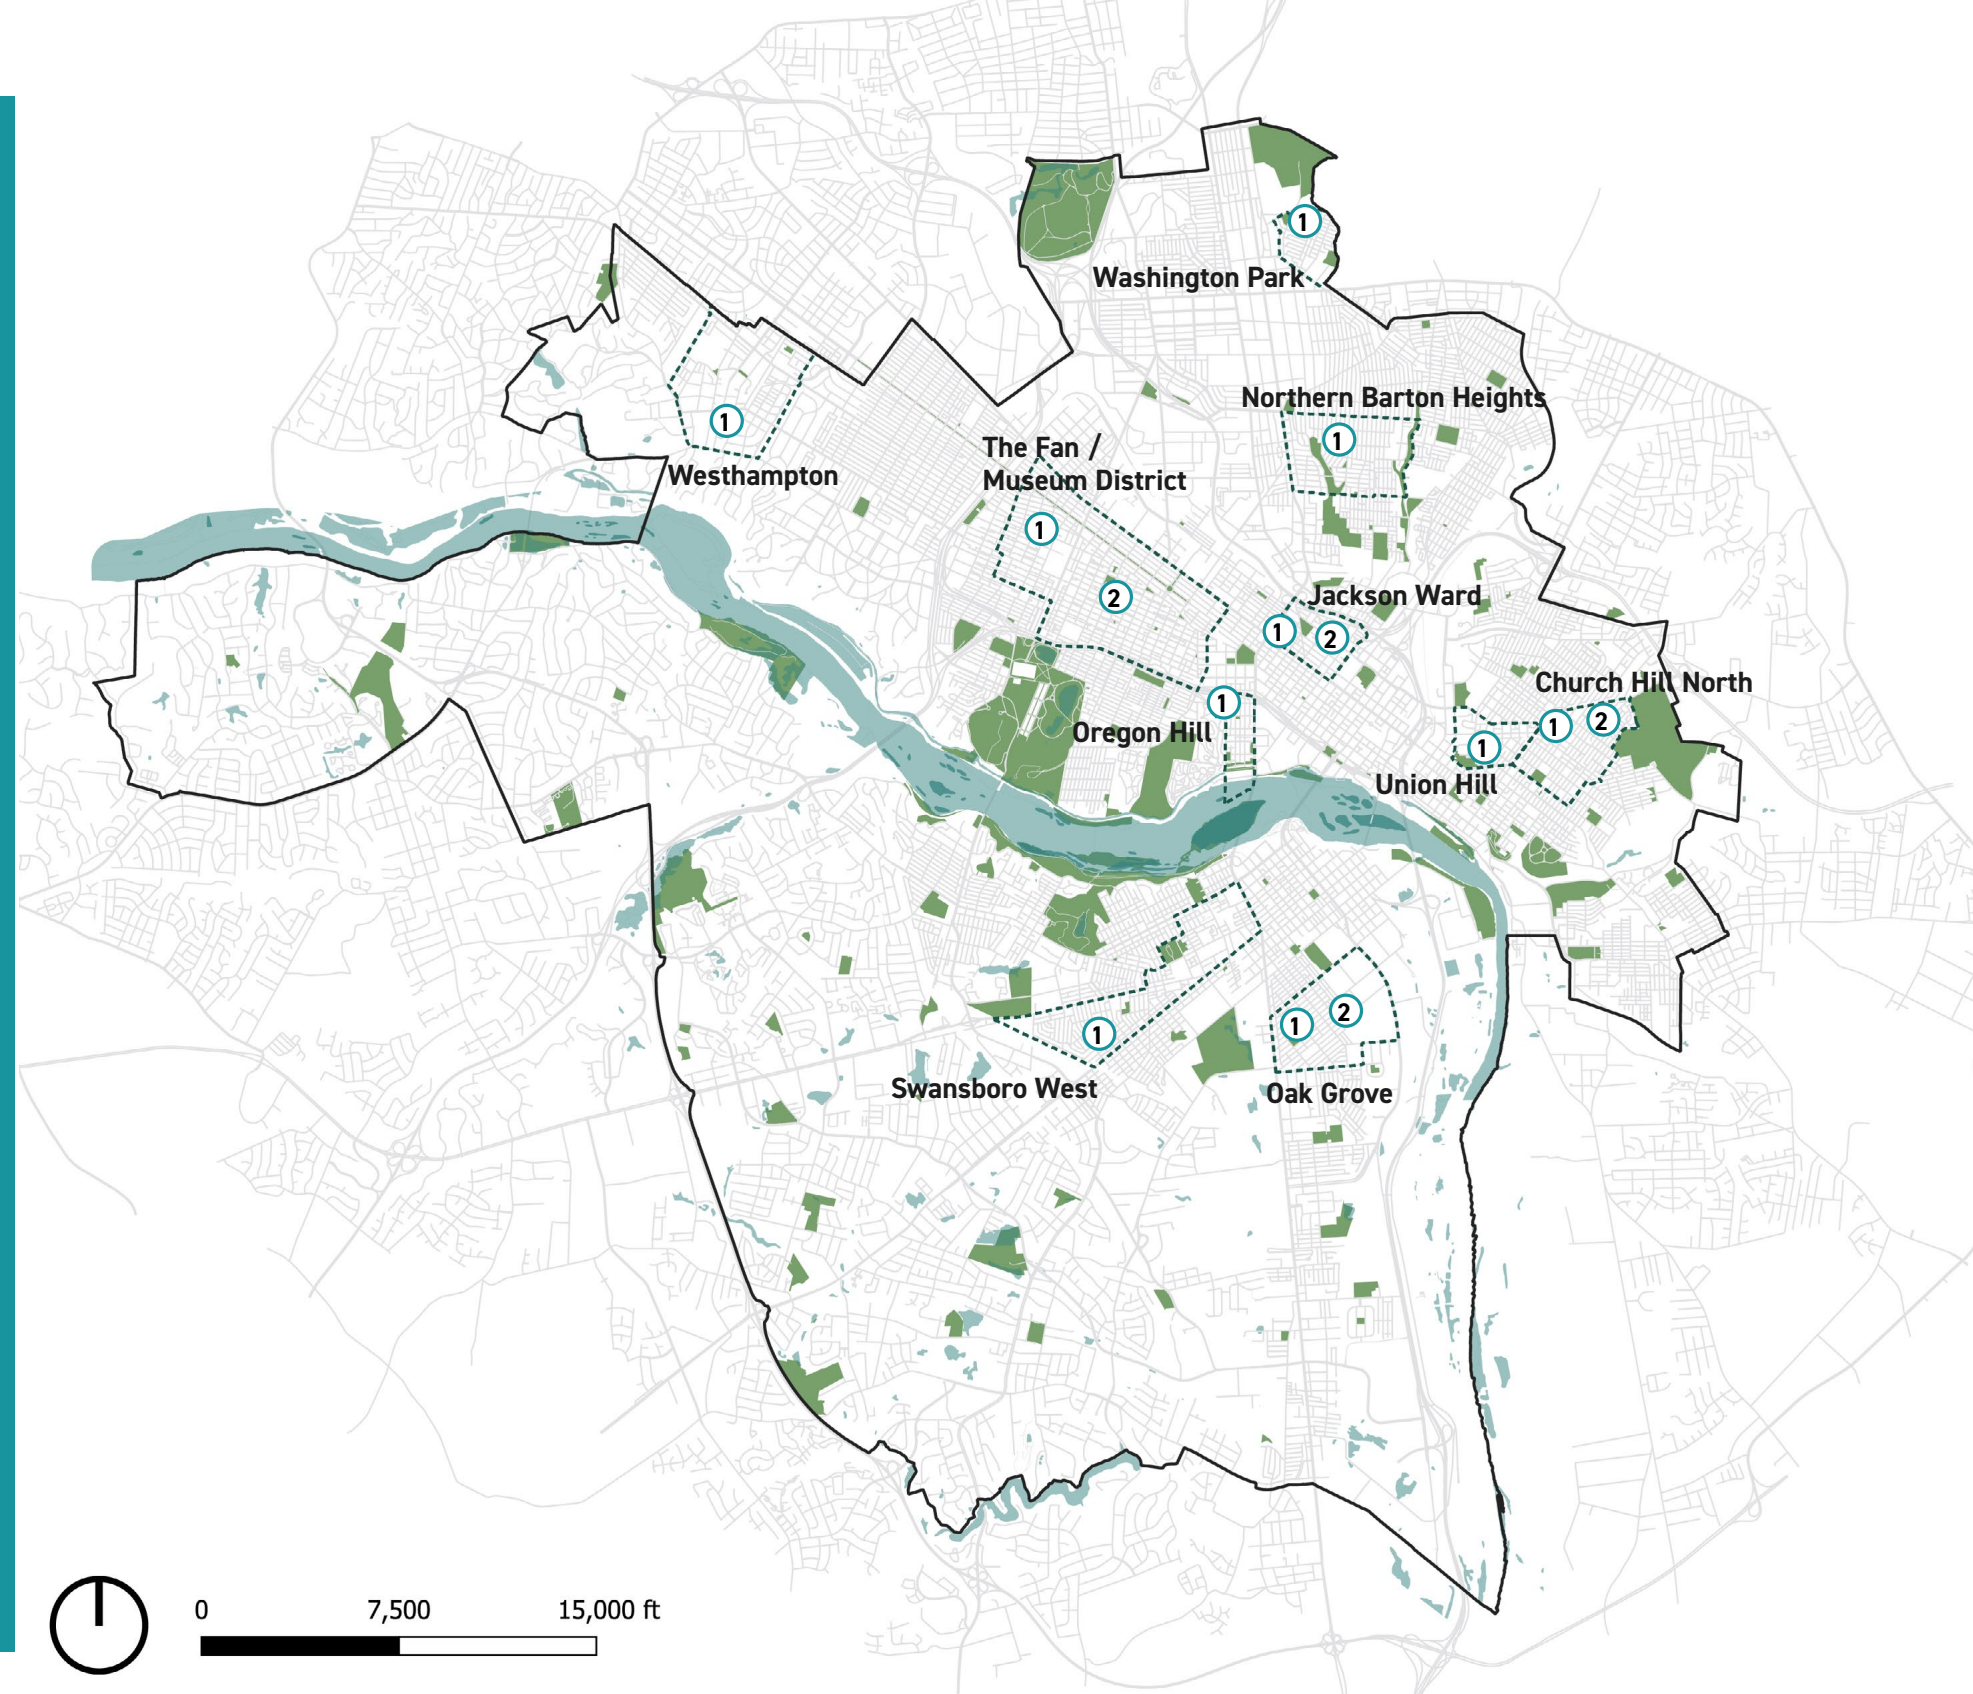 1
Washington Park
Northern Barton Heights
1
1
Westhampton
The Fan /
Museum District
1
2
Jackson Ward
1
2
Church Hill North
1
2
1
Union Hill
1
Oregon Hill
1
Swansboro West
1
2
Oak Grove
0
7,500
15,000 ft